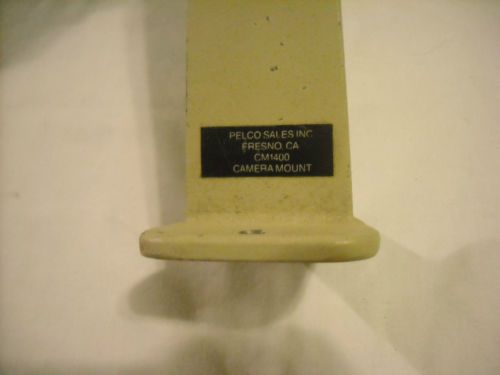 PELCO SALES INC
FRESNO, CA
CM1400
CAMERA MOUNT